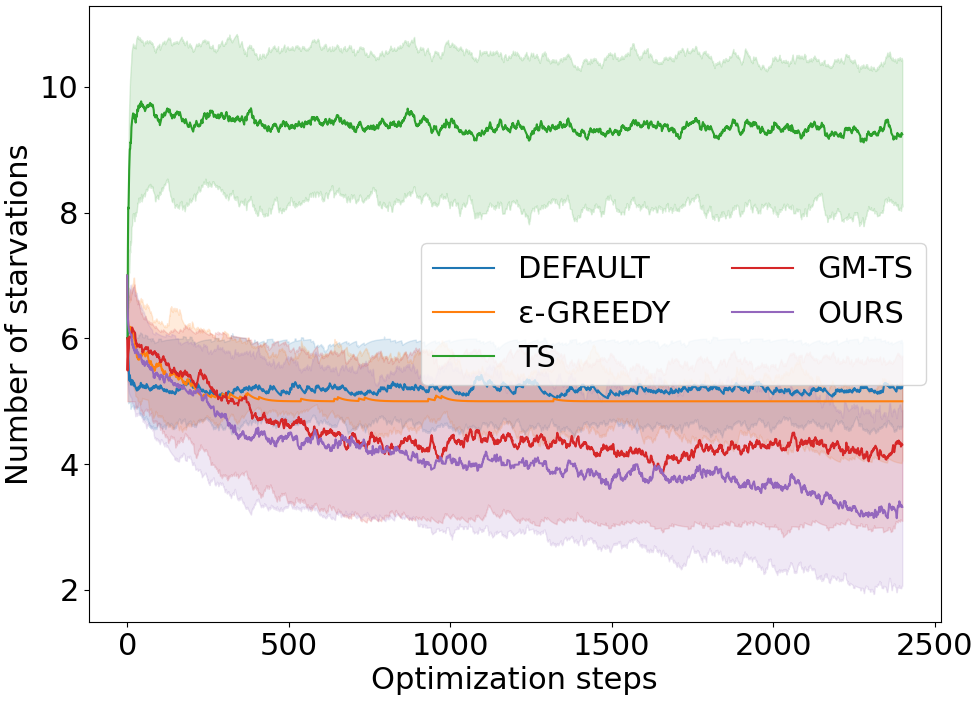 Number of starvations
10
8
6
4
2
DEFAULT
ε-GREEDY
TS
GM-TS
OURS
0 500 1000 1500 2000 2500
Optimization steps